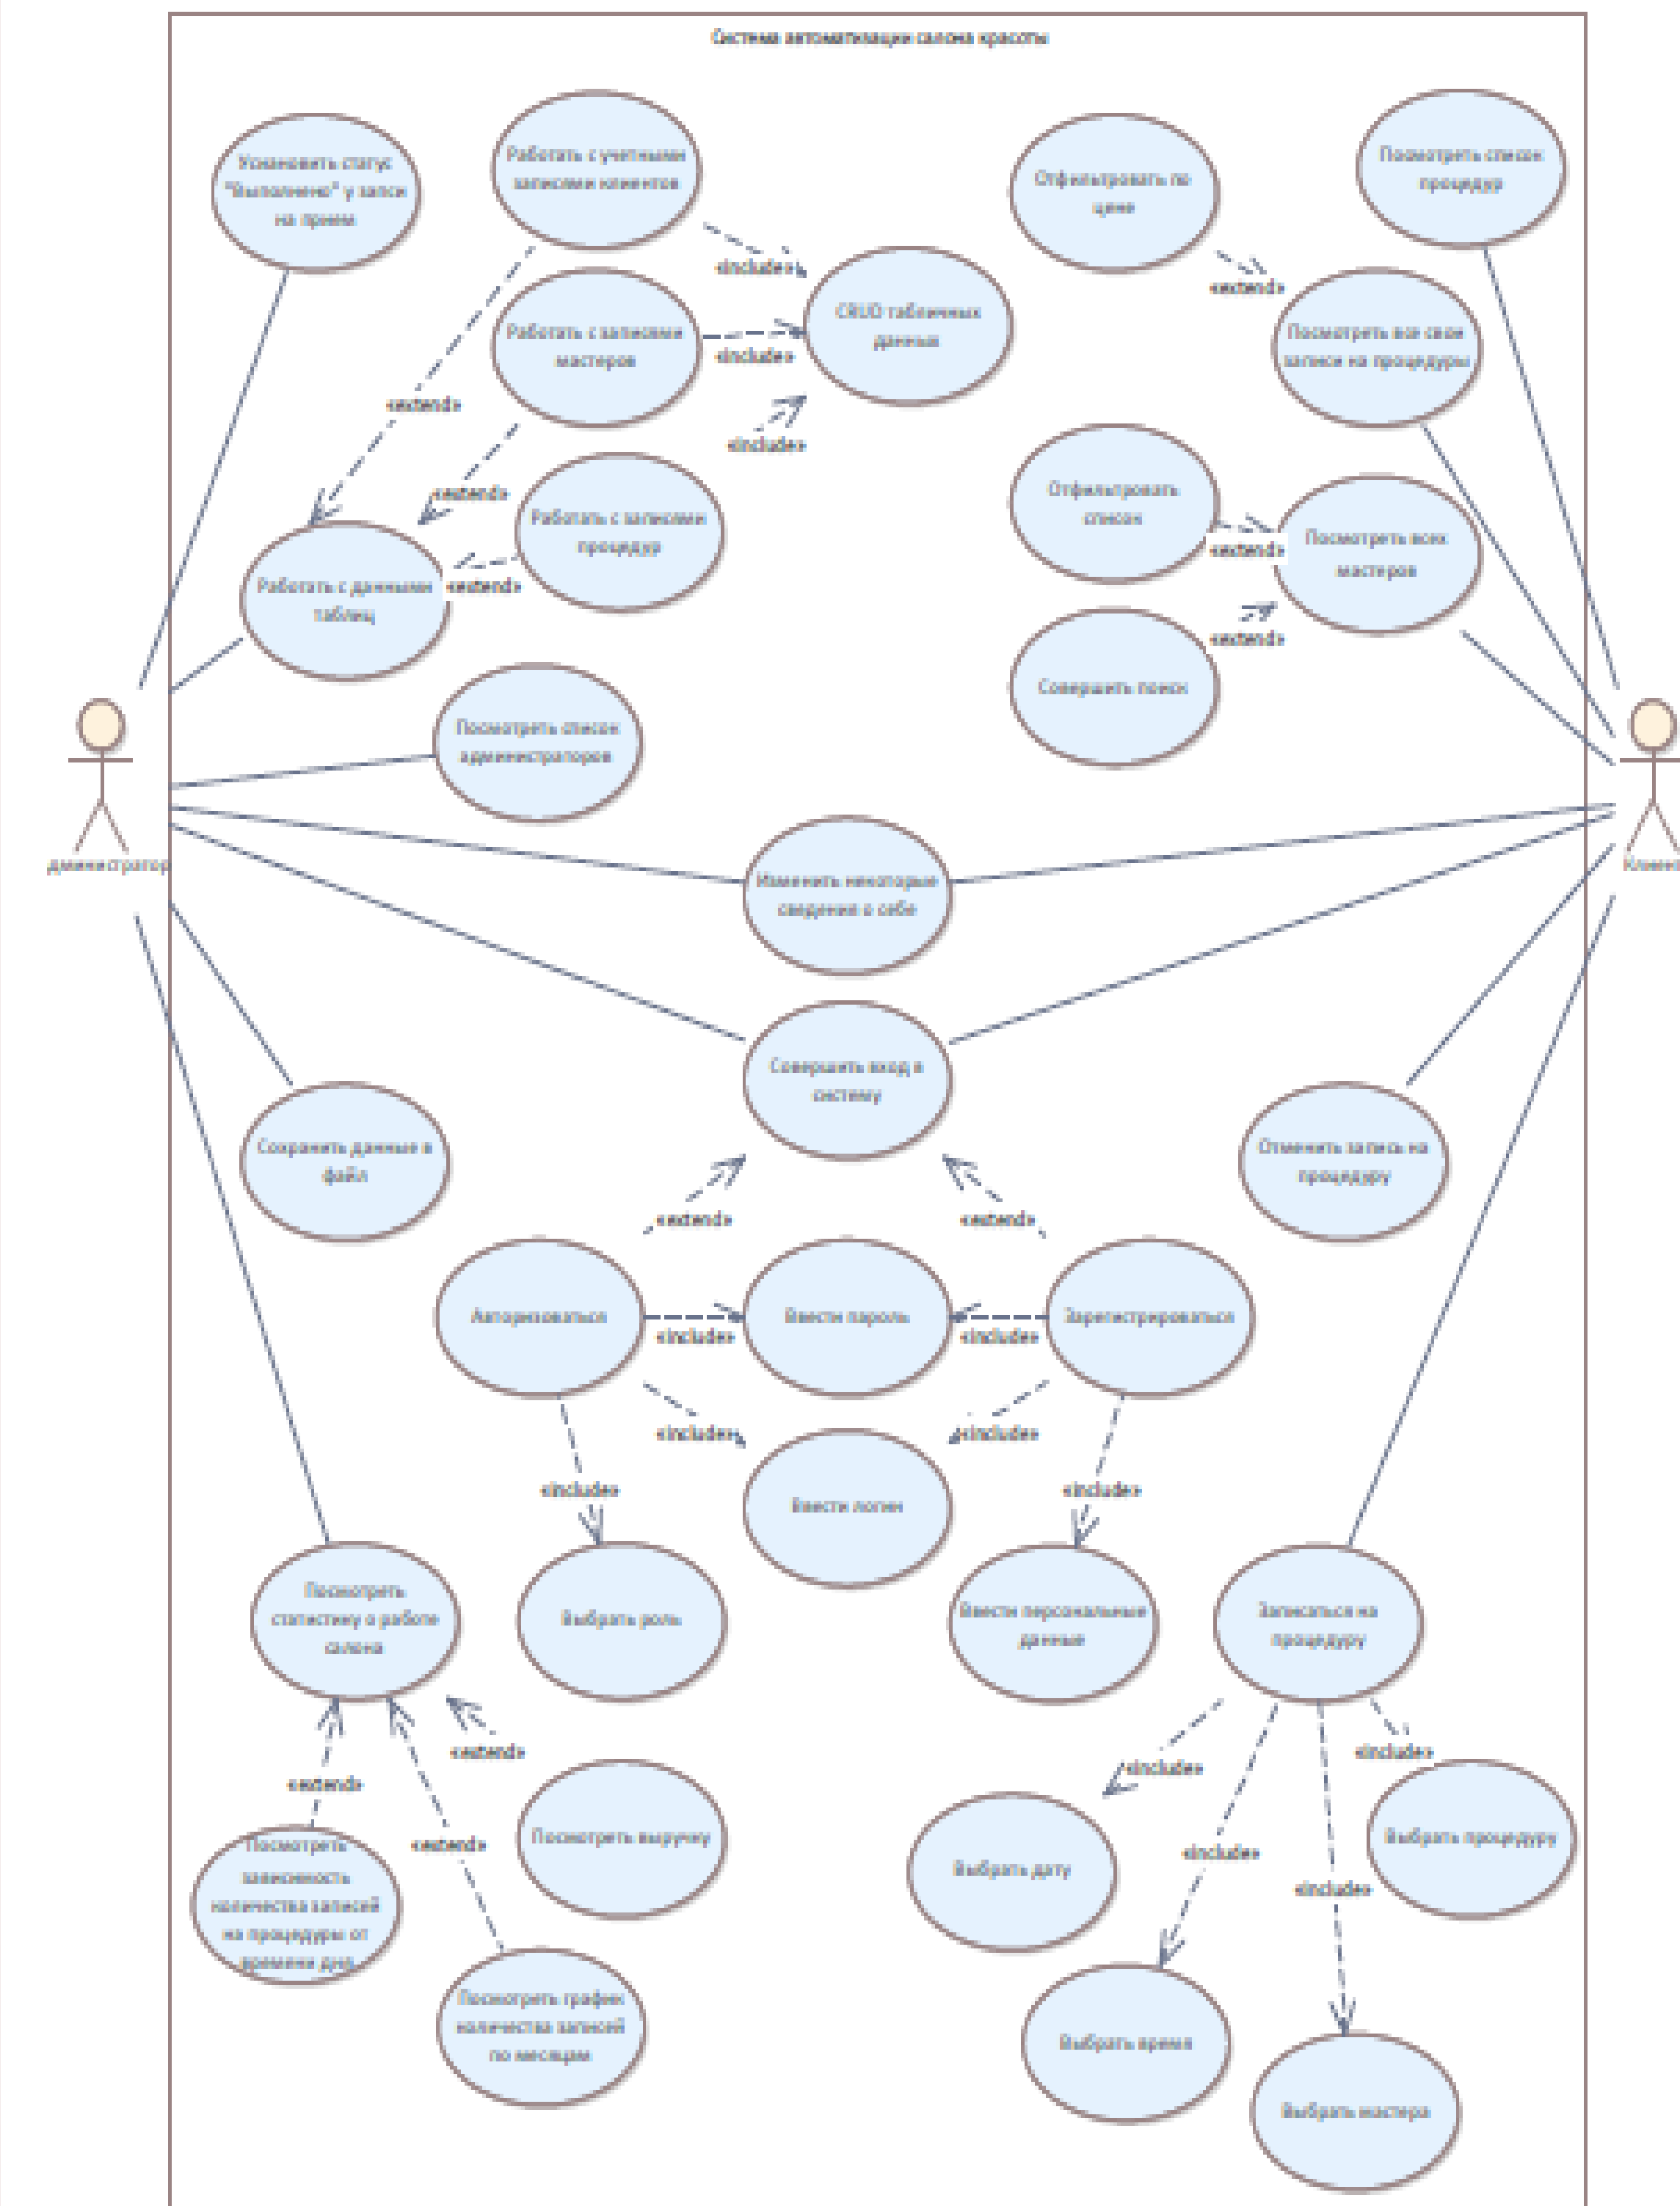 Система автоматизации салона красоты
Установить статус
"Выполнено" у записи
на прием
Работать с учетными
записями клиентов
Отфильтровать по
цене
Посмотреть список
процедур
«include»
«extend»
CRUD табличных
данных
Работать с записями
мастеров
«include»
Посмотреть все свои
записи на процедуры
«extend»
«include»
«extend»
Работать с записями
процедур
Отфильтровать
список
Посмотреть всех
мастеров
«extend»
«extend»
Работать с данными
таблиц
«extend»
Совершить поиск
Посмотреть список
администраторов
дминистратор
Клиент
Изменить некоторые
сведения о себе
Совершить вход в
систему
Сохранить данные в
файл
Отменить запись на
процедуру
«extend»
«extend»
Авторизоваться
«include»
Ввести пароль
«include»
Зарегистрироваться
«include»
«include»
«include»
«include»
Ввести логин
Посмотреть
статистику о работе
салона
Выбрать роль
Ввести персональные
данные
Записаться на
процедуру
«extend»
«extend»
«include»
«include»
Посмотреть выручку
Выбрать процедуру
«extend»
«include»
«include»
Посмотреть
зависимость
количества записей
на процедуры от
времени дня
Выбрать дату
Посмотреть график
количества записей
по месяцам
Выбрать время
Выбрать мастера